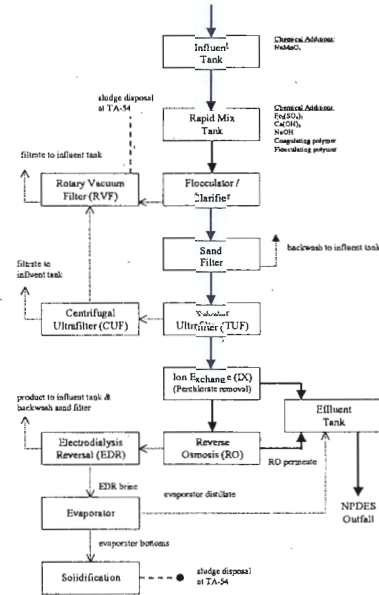 Influent
Tank
Chemical Additions:
sludge disposal
at TA-54
Rapid Mix
Tank
Chemical Additions:
Fe₂(SO₄)₃
Ca(OH)₂
NaOH
Coagulating polymer
Flocculating polymer
filtrate to influent tank
Rotary Vacuum
Filter (RVF)
Flocculator /
Clarifier
Sand
Filter
backwash to influent tank
filtrate to
influent tank
Centrifugal
Ultrafilter (CUF)
Ultrafilter (TUF)
Ion Exchange (IX)
(Perchlorate removal)
product to influent tank &
backwash sand filter
Effluent
Tank
Electrodialysis
Reversal (EDR)
Reverse
Osmosis (RO)
RO permeate
EDR brine
evaporator distillate
Evaporator
NPDES
Outfall
evaporator bottoms
Solidification
sludge disposal
at TA-54